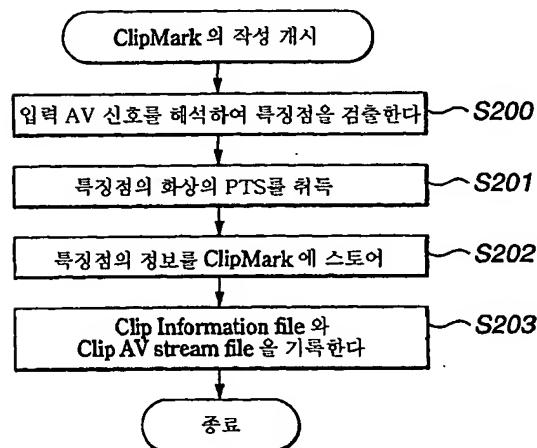 ClipMark 의 작성 개시
입력 AV 신호를 해석하여 특징점을 검출한다
S200
특징점의 화상의 PTS를 취득
S201
특징점의 정보를 ClipMark 에 스토어
S202
Clip Information file 와
Clip AV stream file 을 기록한다
S203
종료